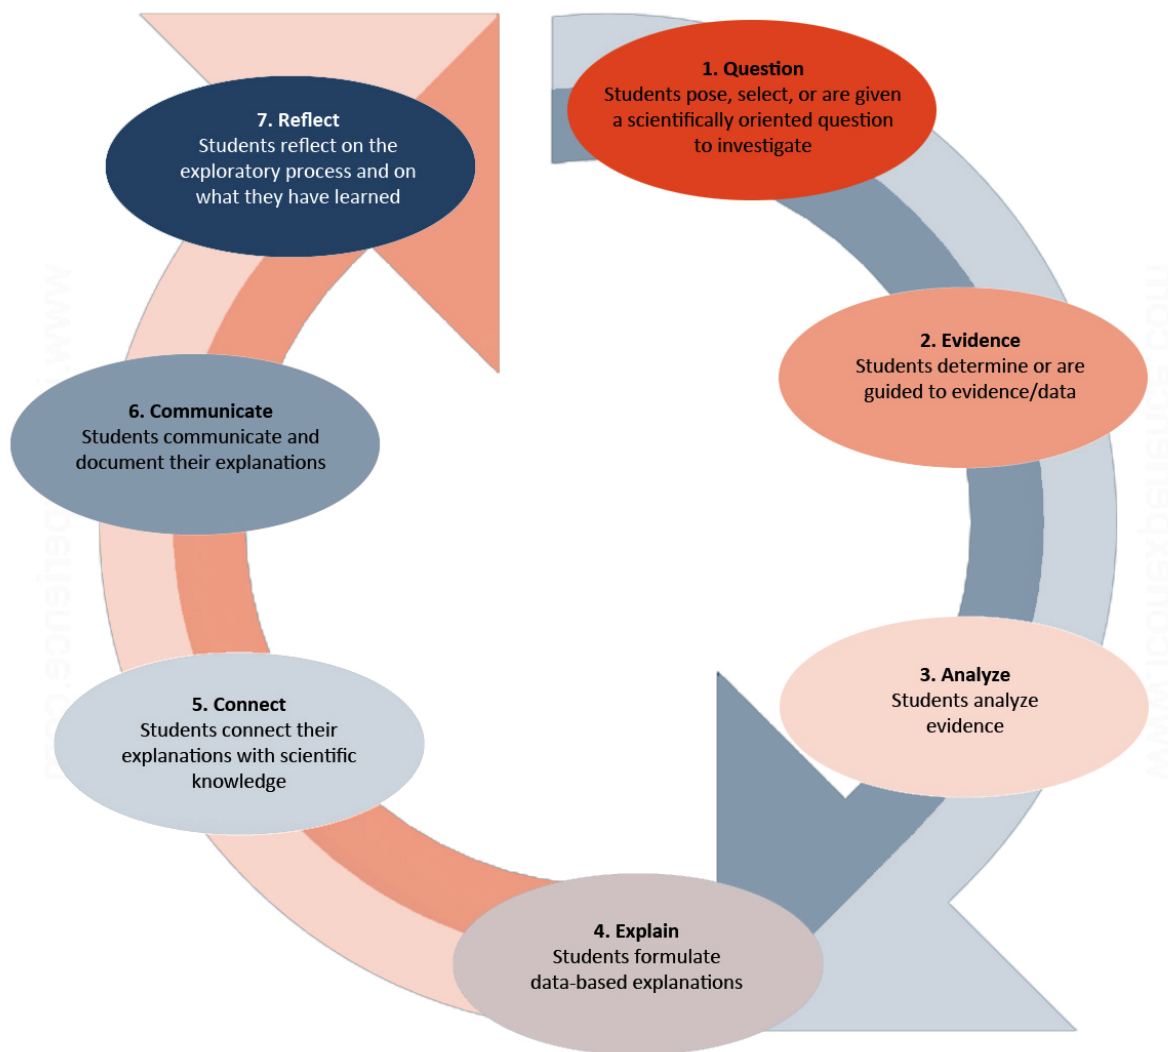 1. Question
Students pose, select, or are given
a scientifically oriented question
to investigate
2. Evidence
Students determine or are
guided to evidence/data
3. Analyze
Students analyze
evidence
4. Explain
Students formulate
data-based explanations
5. Connect
Students connect their
explanations with scientific
knowledge
6. Communicate
Students communicate and
document their explanations
7. Reflect
Students reflect on the
exploratory process and on
what they have learned